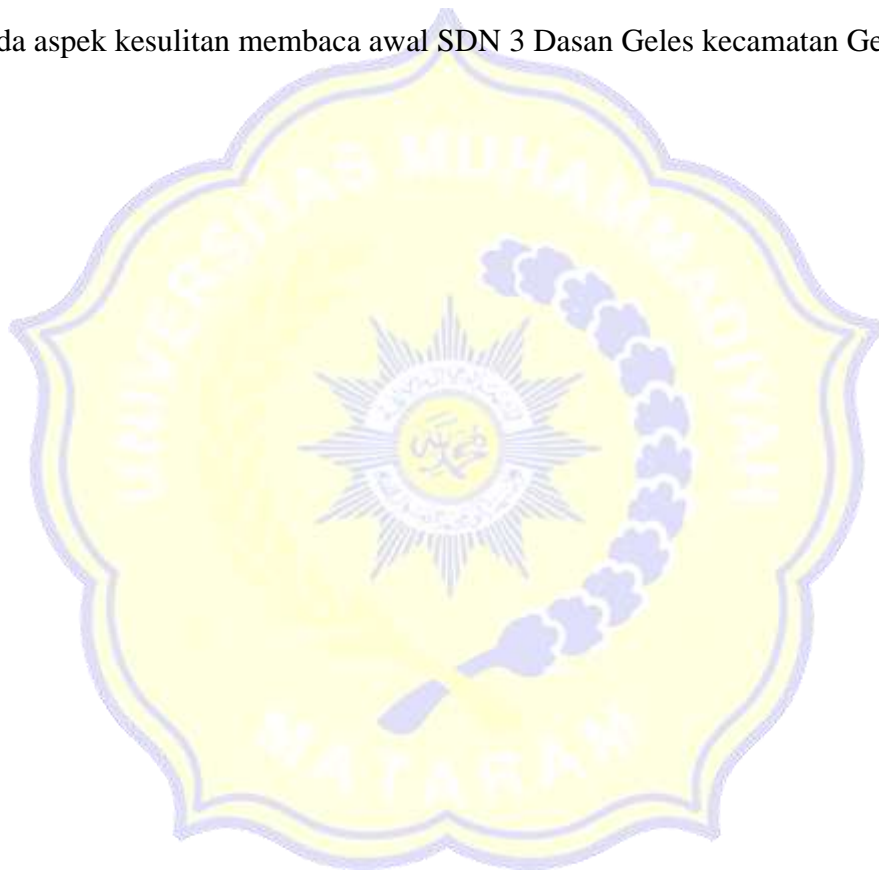 da aspek kesulitan membaca awal SDN 3 Dasan Geles kecamatan Ge
UNIVERSITAS MUHAMMADIYAH
MATARAM